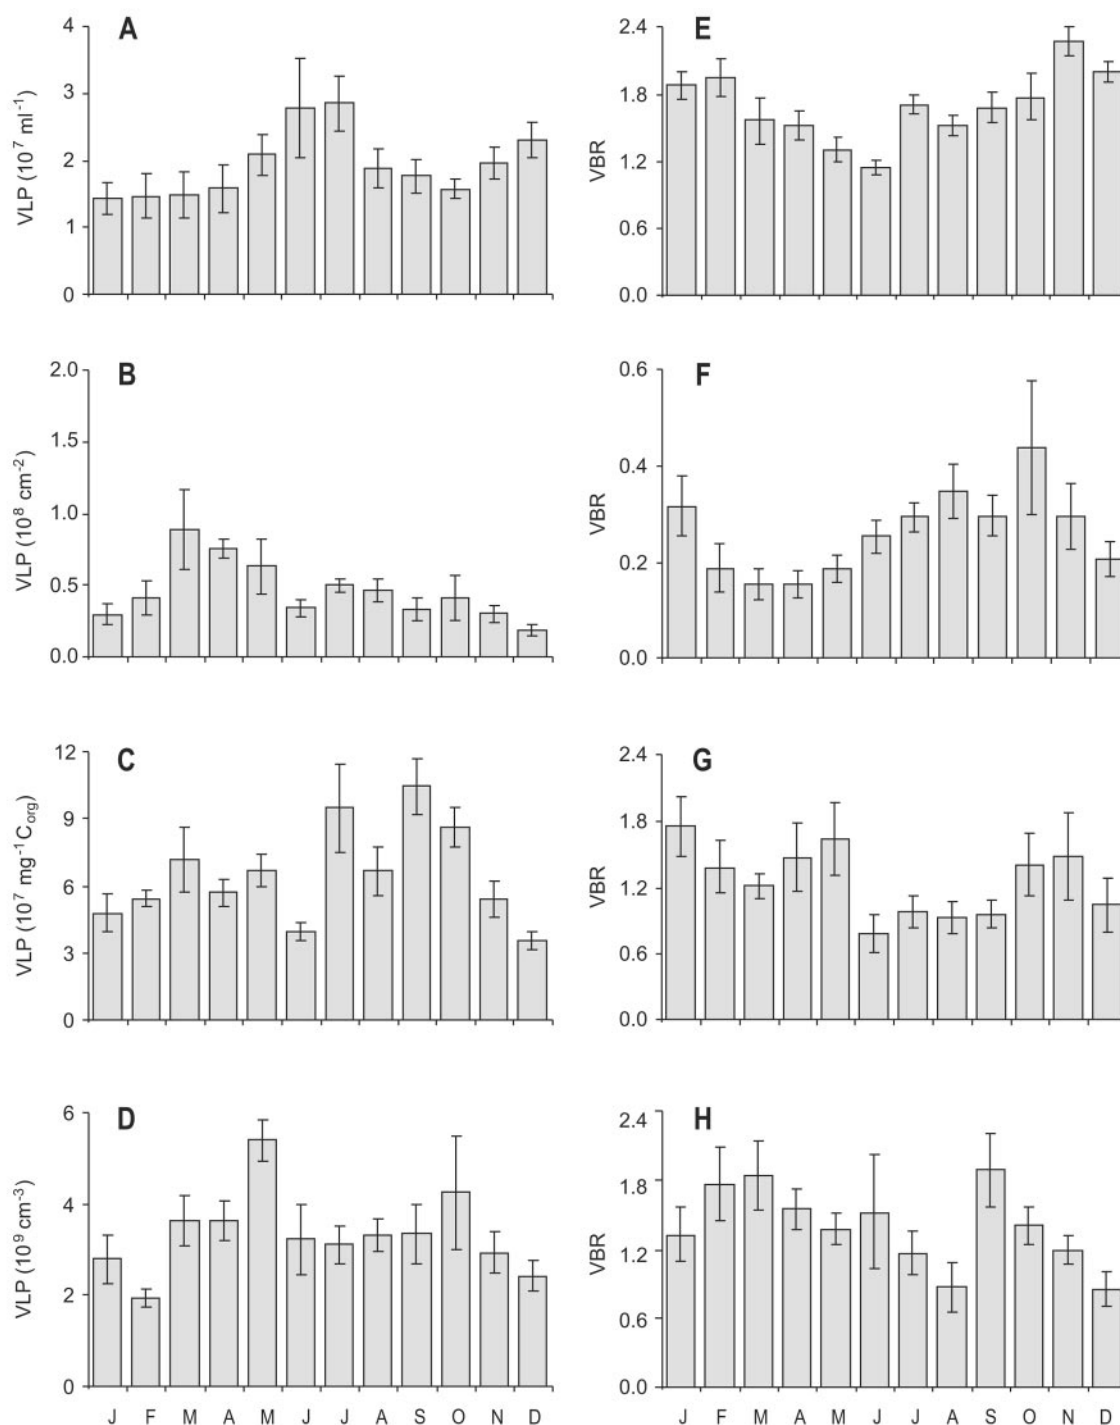 A
VLP (10⁷ ml⁻¹)
4
3
2
1
0
E
VBR
2.4
1.8
1.2
0.6
0.0
B
VLP (10⁸ cm⁻²)
2.0
1.5
1.0
0.5
0.0
F
VBR
0.6
0.4
0.2
0.0
C
VLP (10⁷ mg⁻¹C_org)
12
9
6
3
0
G
VBR
2.4
1.8
1.2
0.6
0.0
D
VLP (10⁹ cm⁻³)
6
4
2
0
J F M A M J J A S O N D
H
VBR
2.4
1.8
1.2
0.6
0.0
J F M A M J J A S O N D